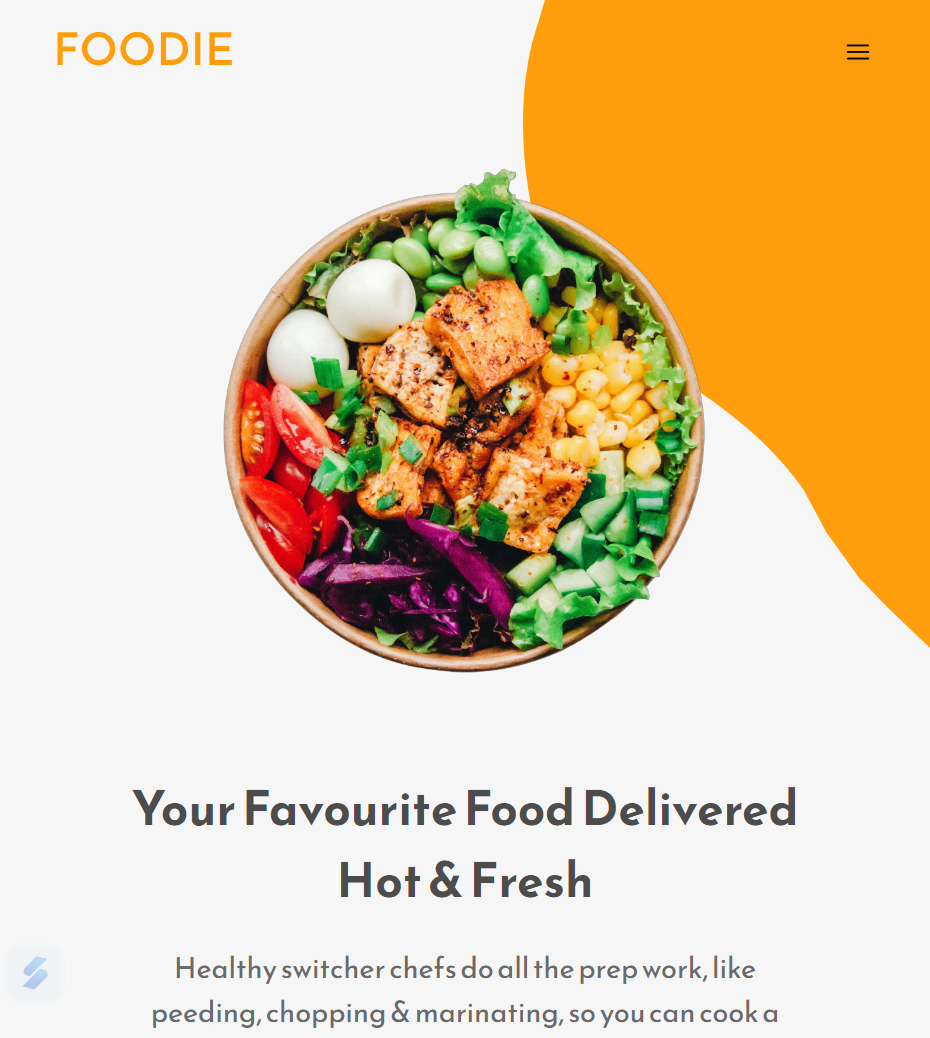 FOODIE
Your Favourite Food Delivered
Hot & Fresh
Healthy switcher chefs do all the prep work, like
peeding, chopping & marinating, so you can cook a